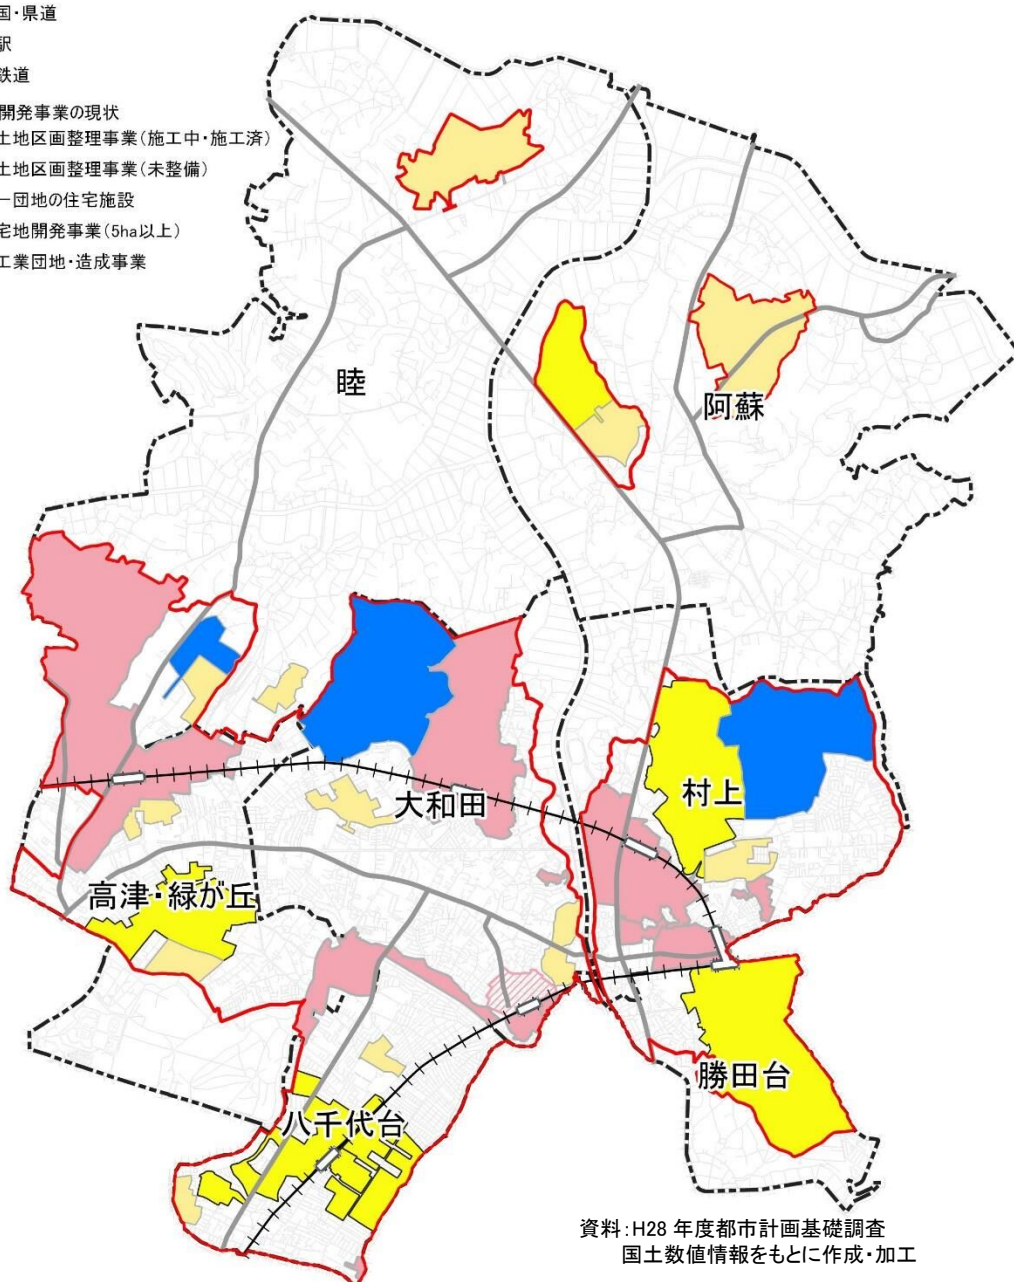 国・県道
駅
鉄道
開発事業の現状
土地区画整理事業(施工中・施工済)
土地区画整理事業(未整備)
一団地の住宅施設
宅地開発事業(5ha以上)
工業団地・造成事業
睦
阿蘇
村上
大和田
高津・緑が丘
勝田台
八千代台
資料:H28 年度都市計画基礎調査
国土数値情報をもとに作成・加工